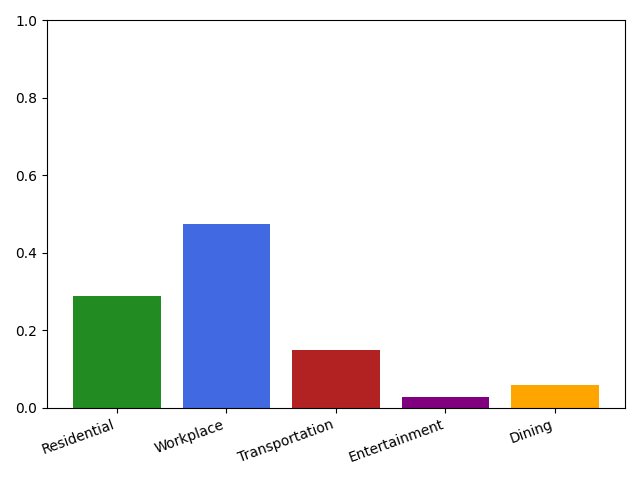 1.0
0.8
0.6
0.4
0.2
0.0
Residential
Workplace
Transportation
Entertainment
Dining